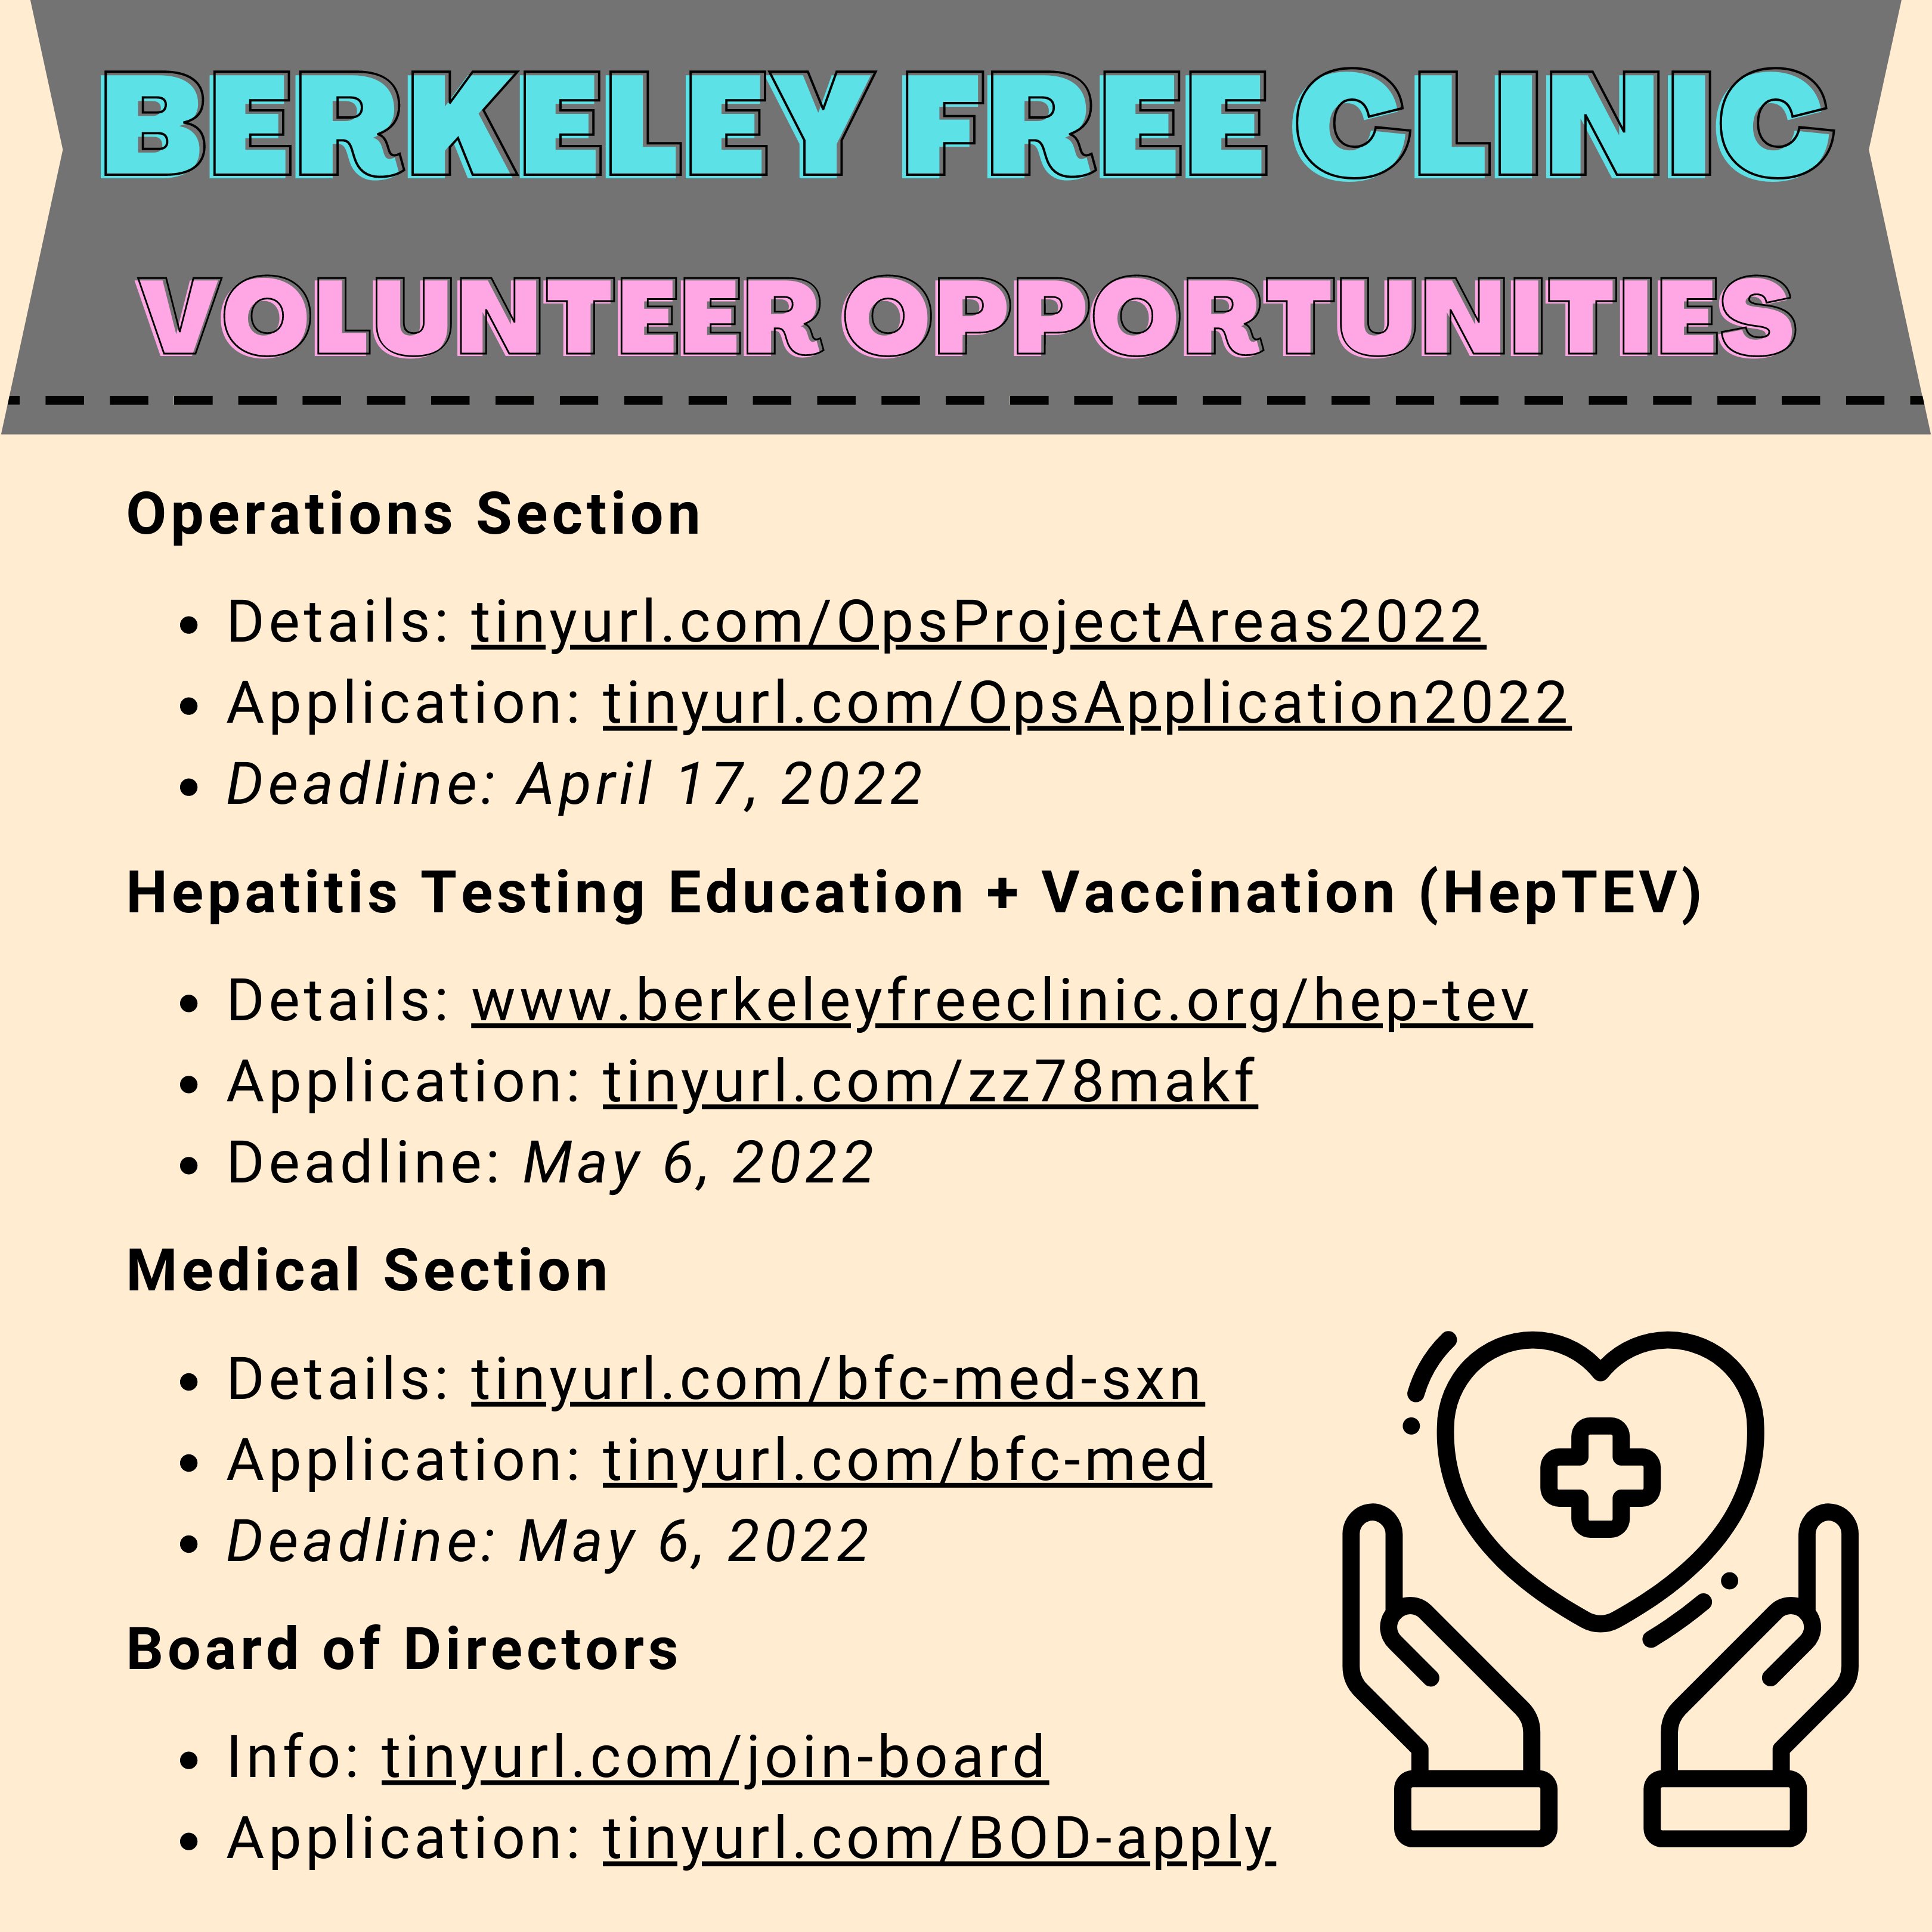 BERKELEY FREE CLINIC
VOLUNTEER OPPORTUNITIES
Operations Section
• Details: tinyurl.com/OpsProjectAreas2022
• Application: tinyurl.com/OpsApplication2022
• Deadline: April 17, 2022
Hepatitis Testing Education + Vaccination (HepTEV)
• Details: www.berkeleyfreeclinic.org/hep-tev
• Application: tinyurl.com/zz78makf
• Deadline: May 6, 2022
Medical Section
• Details: tinyurl.com/bfc-med-sxn
• Application: tinyurl.com/bfc-med
• Deadline: May 6, 2022
Board of Directors
• Info: tinyurl.com/join-board
• Application: tinyurl.com/BOD-apply